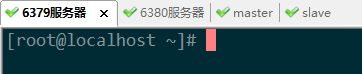 6379服务器 × 6380服务器 master slave
[root@localhost ~]#